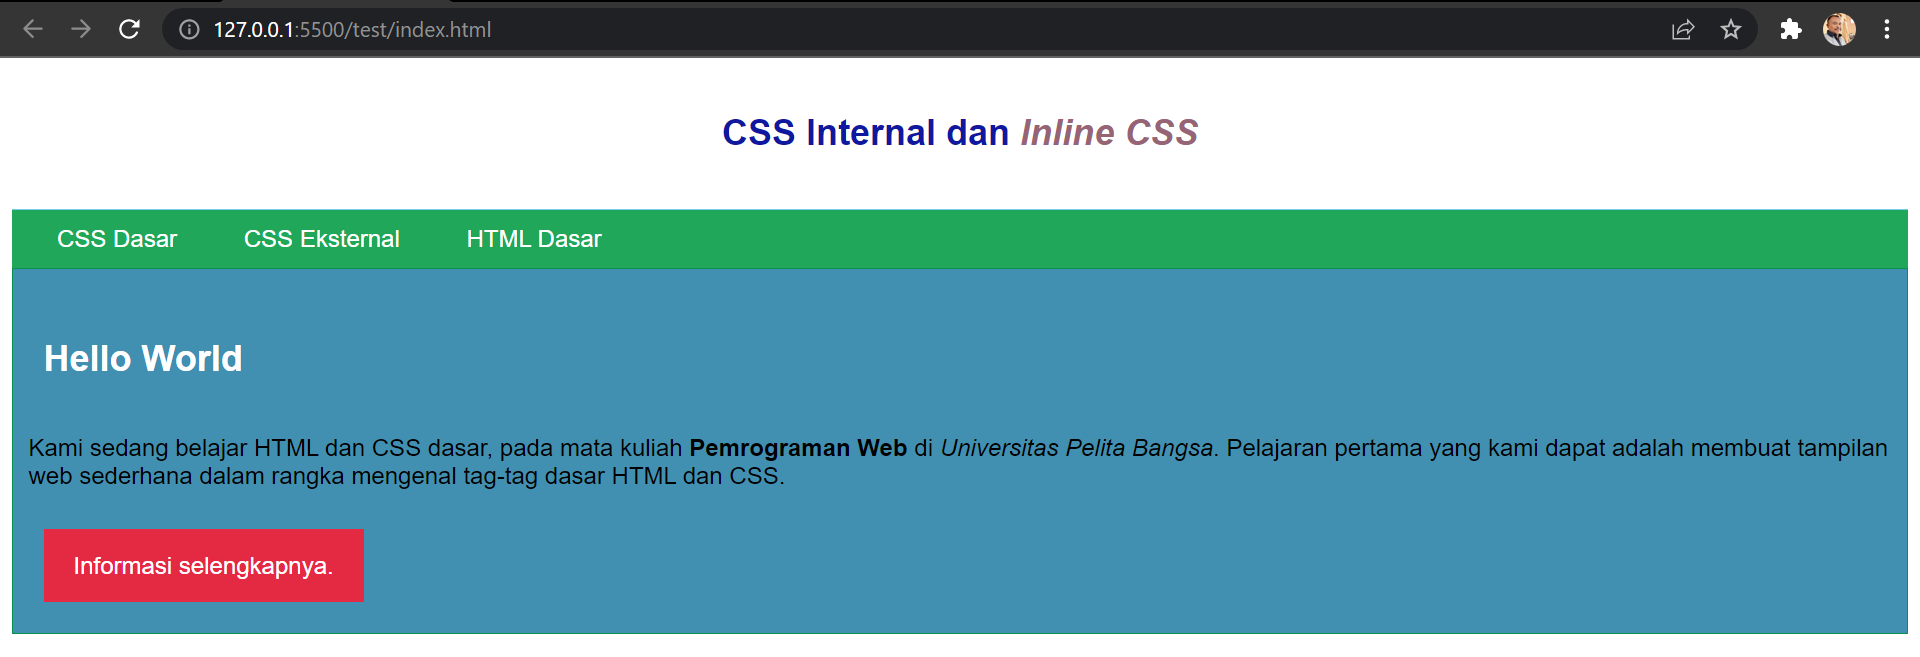 127.0.0.1:5500/test/index.html
CSS Internal dan Inline CSS
CSS Dasar CSS Eksternal HTML Dasar
Hello World
Kami sedang belajar HTML dan CSS dasar, pada mata kuliah Pemrograman Web di Universitas Pelita Bangsa. Pelajaran pertama yang kami dapat adalah membuat tampilan
web sederhana dalam rangka mengenal tag-tag dasar HTML dan CSS.
Informasi selengkapnya.